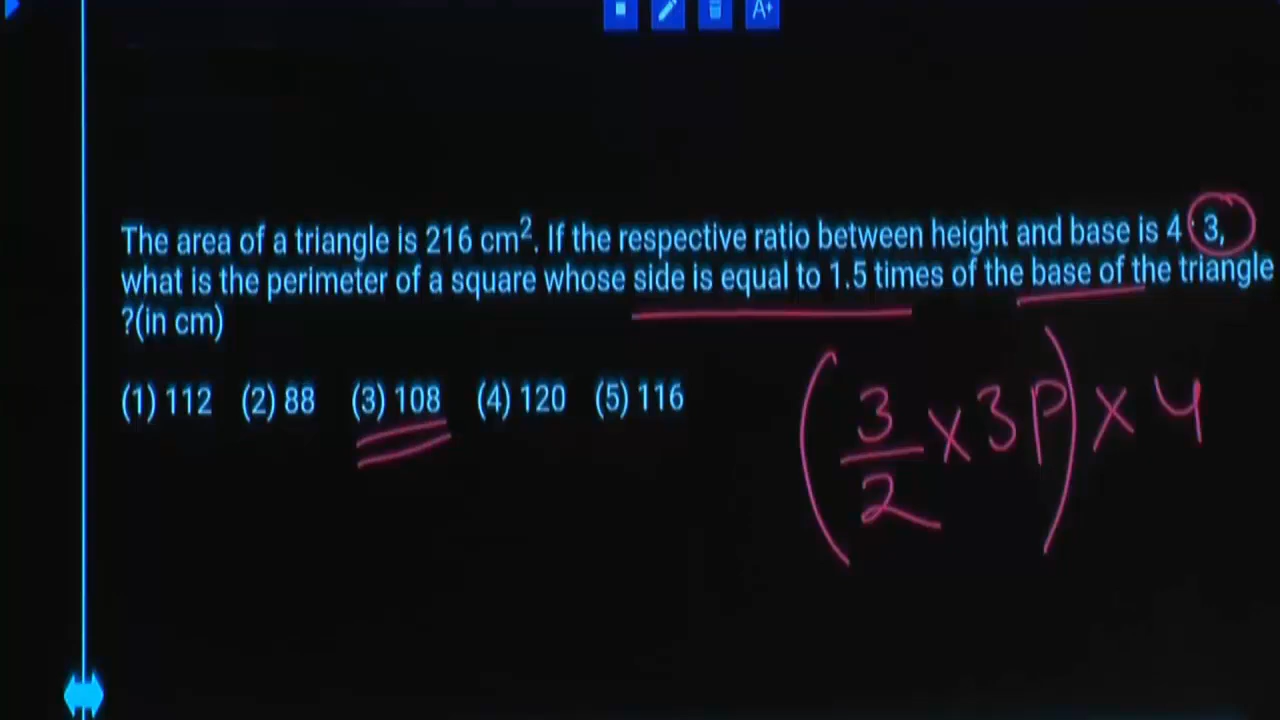 A+
The area of a triangle is 216 cm². If the respective ratio between height and base is 4 : 3,
what is the perimeter of a square whose side is equal to 1.5 times of the base of the triangle
?(in cm)
(1) 112 (2) 88 (3) 108 (4) 120 (5) 116
(3/2 × 3P) × 4